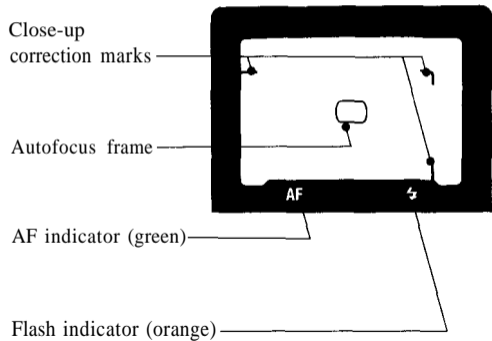 Close-up
correction marks
Autofocus frame
AF
AF indicator (green)
Flash indicator (orange)